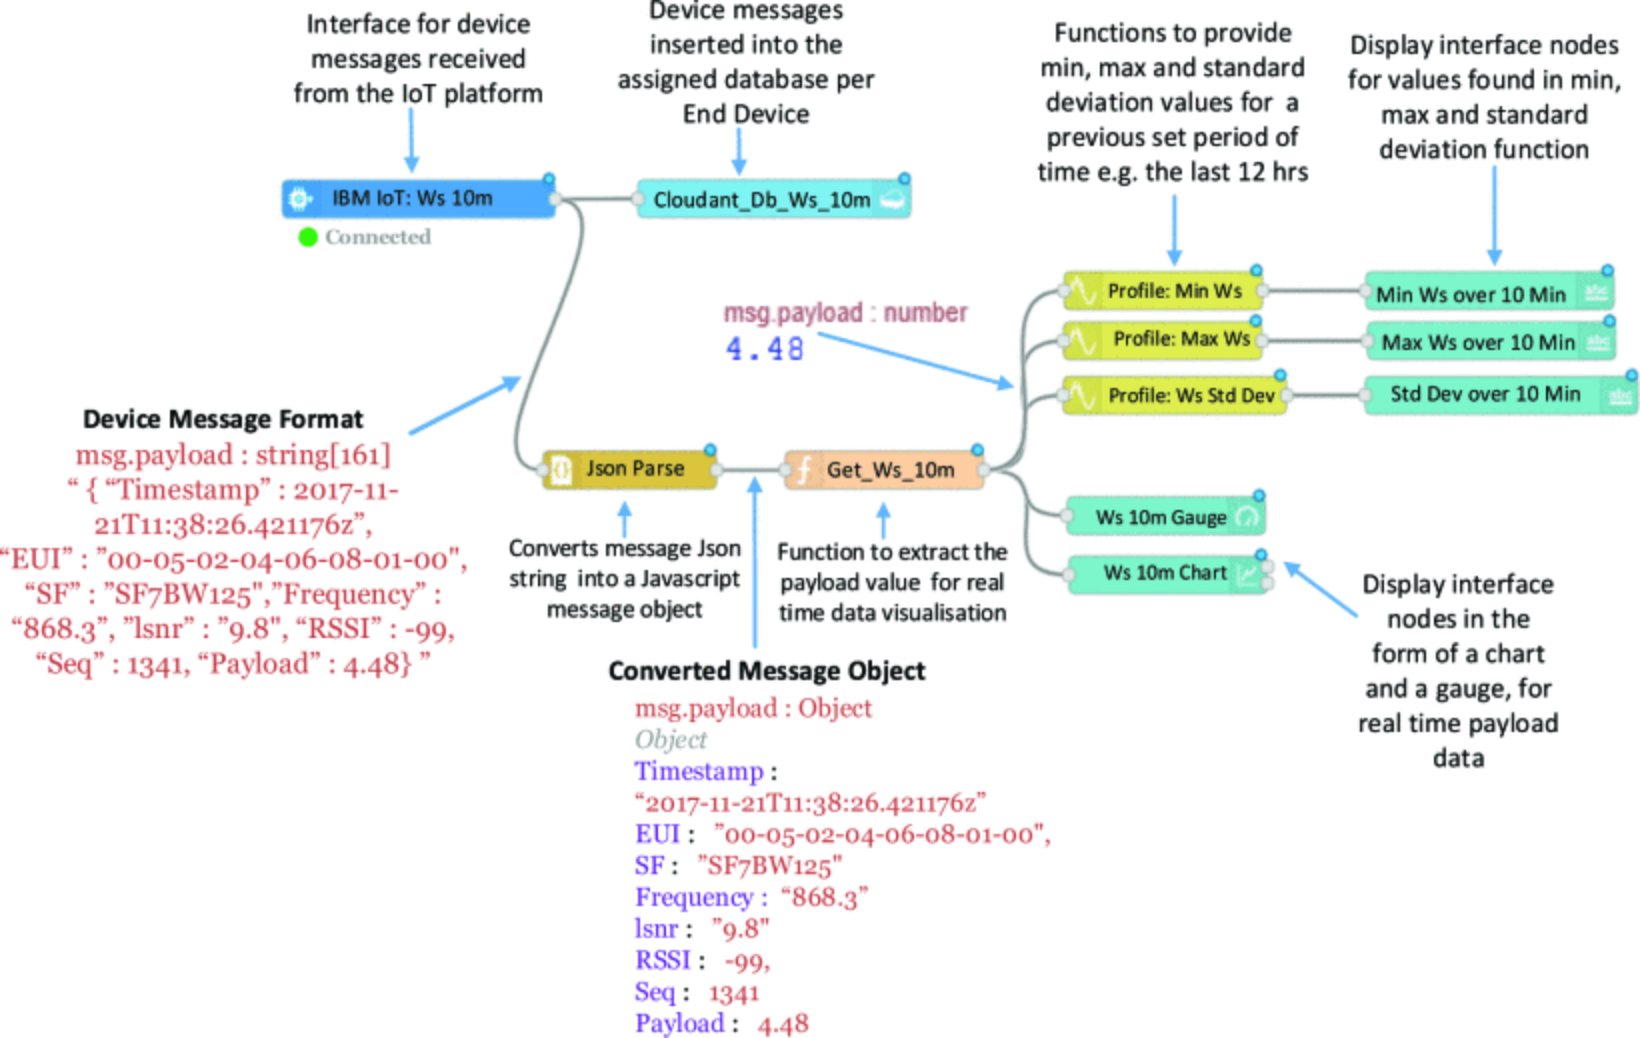 Interface for device
messages received
from the IoT platform
Device messages
inserted into the
assigned database per
End Device
Functions to provide
min, max and standard
deviation values for a
previous set period of
time e.g. the last 12 hrs
Display interface nodes
for values found in min,
max and standard
deviation function
IBM IoT: Ws 10m
Connected
Cloudant_Db_Ws_10m
msg.payload : number
4.48
Profile: Min Ws
Min Ws over 10 Min
abc
Profile: Max Ws
Max Ws over 10 Min
abc
Profile: Ws Std Dev
Std Dev over 10 Min
abc
Device Message Format
msg.payload : string[161]
“ { “Timestamp” : 2017-11-
21T11:38:26.421176z”,
“EUI” : "00-05-02-04-06-08-01-00",
“SF” : "SF7BW125","Frequency” :
“868.3”, ”lsnr” : ”9.8", “RSSI” : -99,
“Seq” : 1341, “Payload” : 4.48} ”
{} Json Parse
f Get_Ws_10m
Ws 10m Gauge
Ws 10m Chart
Converts message Json
string into a Javascript
message object
Function to extract the
payload value for real
time data visualisation
Display interface
nodes in the
form of a chart
and a gauge, for
real time payload
data
Converted Message Object
msg.payload : Object
Object
Timestamp :
“2017-11-21T11:38:26.421176z”
EUI : ”00-05-02-04-06-08-01-00",
SF : ”SF7BW125"
Frequency : “868.3”
lsnr : ”9.8"
RSSI : -99,
Seq : 1341
Payload : 4.48